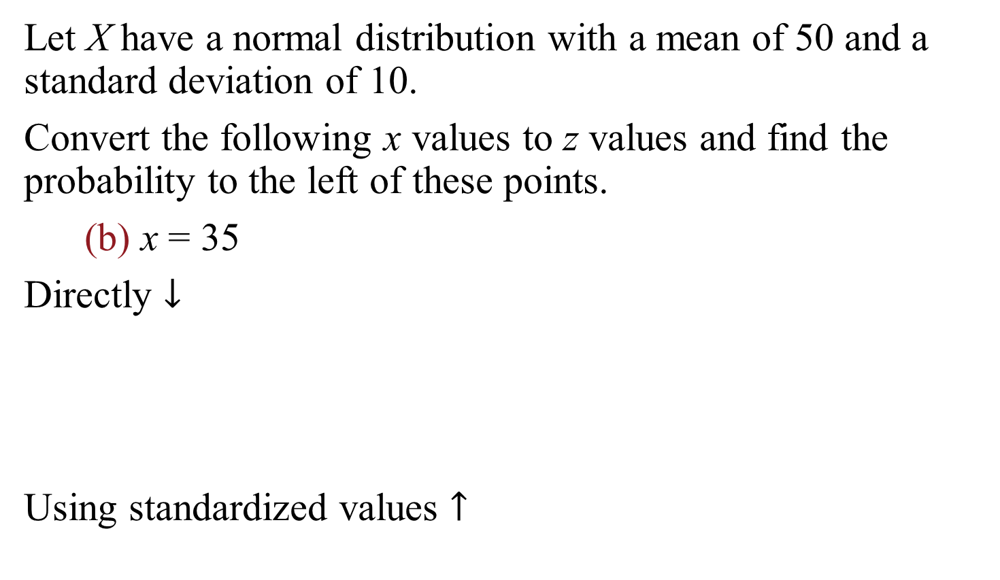 Let X have a normal distribution with a mean of 50 and a
standard deviation of 10.
Convert the following x values to z values and find the
probability to the left of these points.
(b) x = 35
Directly ↓
Using standardized values ↑